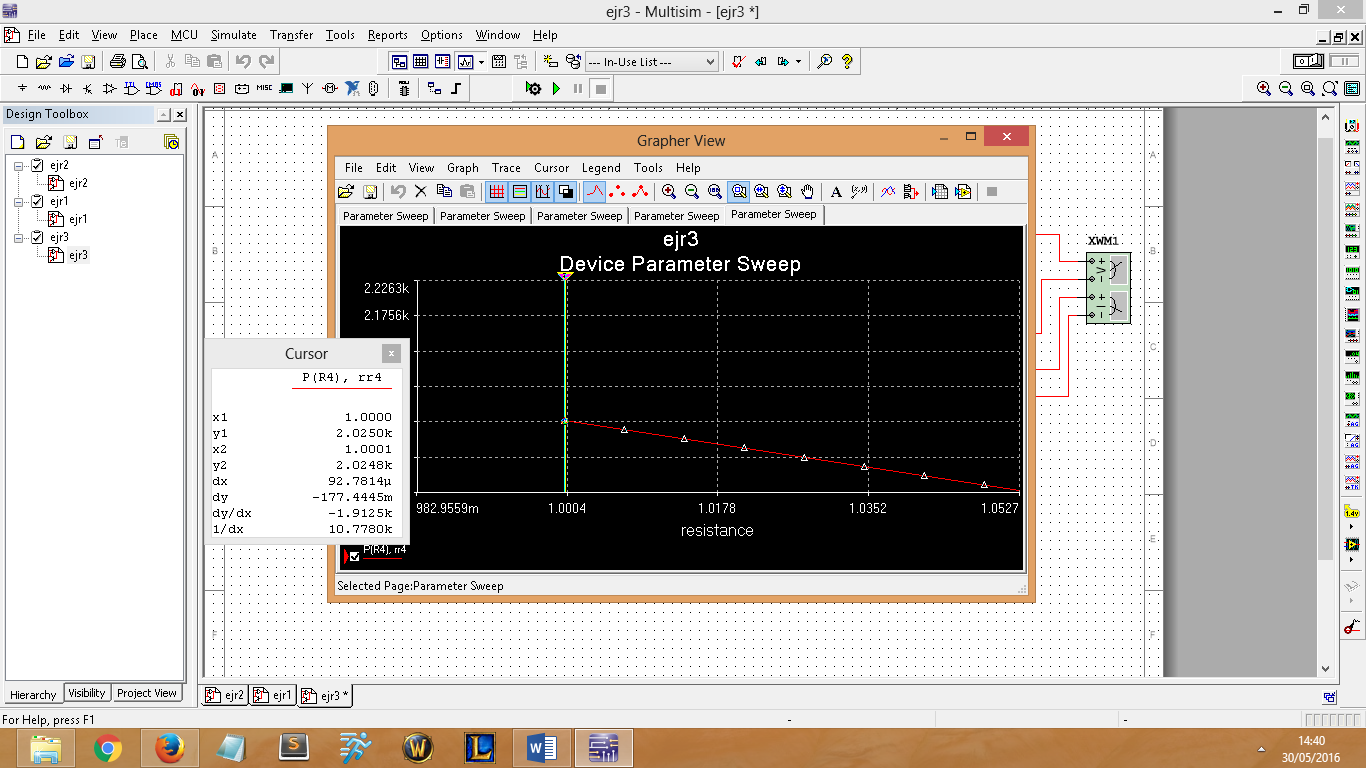 ejr3 - Multisim - [ejr3 *]
File Edit View Place MCU Simulate Transfer Tools Reports Options Window Help
--- In-Use List ---
MISC
Design Toolbox
ejr2
ejr2
ejr1
ejr1
ejr3
ejr3
A
B
C
D
E
F
A
B
C
D
E
F
XWM1
Grapher View
File Edit View Graph Trace Cursor Legend Tools Help
Parameter Sweep Parameter Sweep Parameter Sweep Parameter Sweep Parameter Sweep
ejr3
Device Parameter Sweep
2.2263k
2.1756k
982.9559m 1.0004 1.0178 1.0352 1.0527
resistance
P(R4), rr4
Selected Page:Parameter Sweep
Cursor
P(R4), rr4
x1 1.0000
y1 2.0250k
x2 1.0001
y2 2.0248k
dx 92.7814µ
dy -177.4445m
dy/dx -1.9125k
1/dx 10.7780k
Hierarchy Visibility Project View
ejr2 ejr1 ejr3 *
For Help, press F1
- -
14:40
30/05/2016